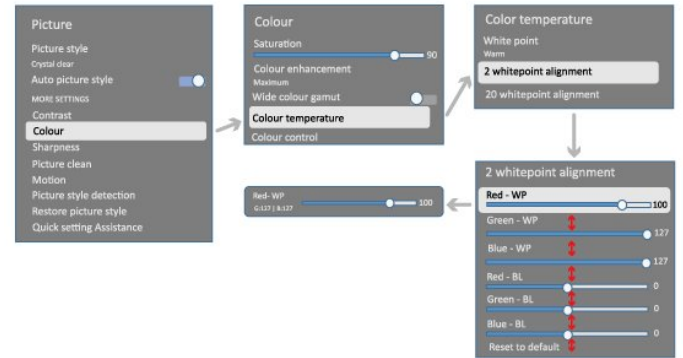 Picture
Picture style
Crystal clear
Auto picture style
MORE SETTINGS
Contrast
Colour
Sharpness
Picture clean
Motion
Picture style detection
Restore picture style
Quick setting Assistance
Colour
Saturation
90
Colour enhancement
Maximum
Wide colour gamut
Colour temperature
Colour control
Color temperature
White point
Warm
2 whitepoint alignment
20 whitepoint alignment
2 whitepoint alignment
Red - WP
100
Green - WP
127
Blue - WP
127
Red - BL
0
Green - BL
0
Blue - BL
0
Reset to default
Red- WP
100
G:127 | B:127